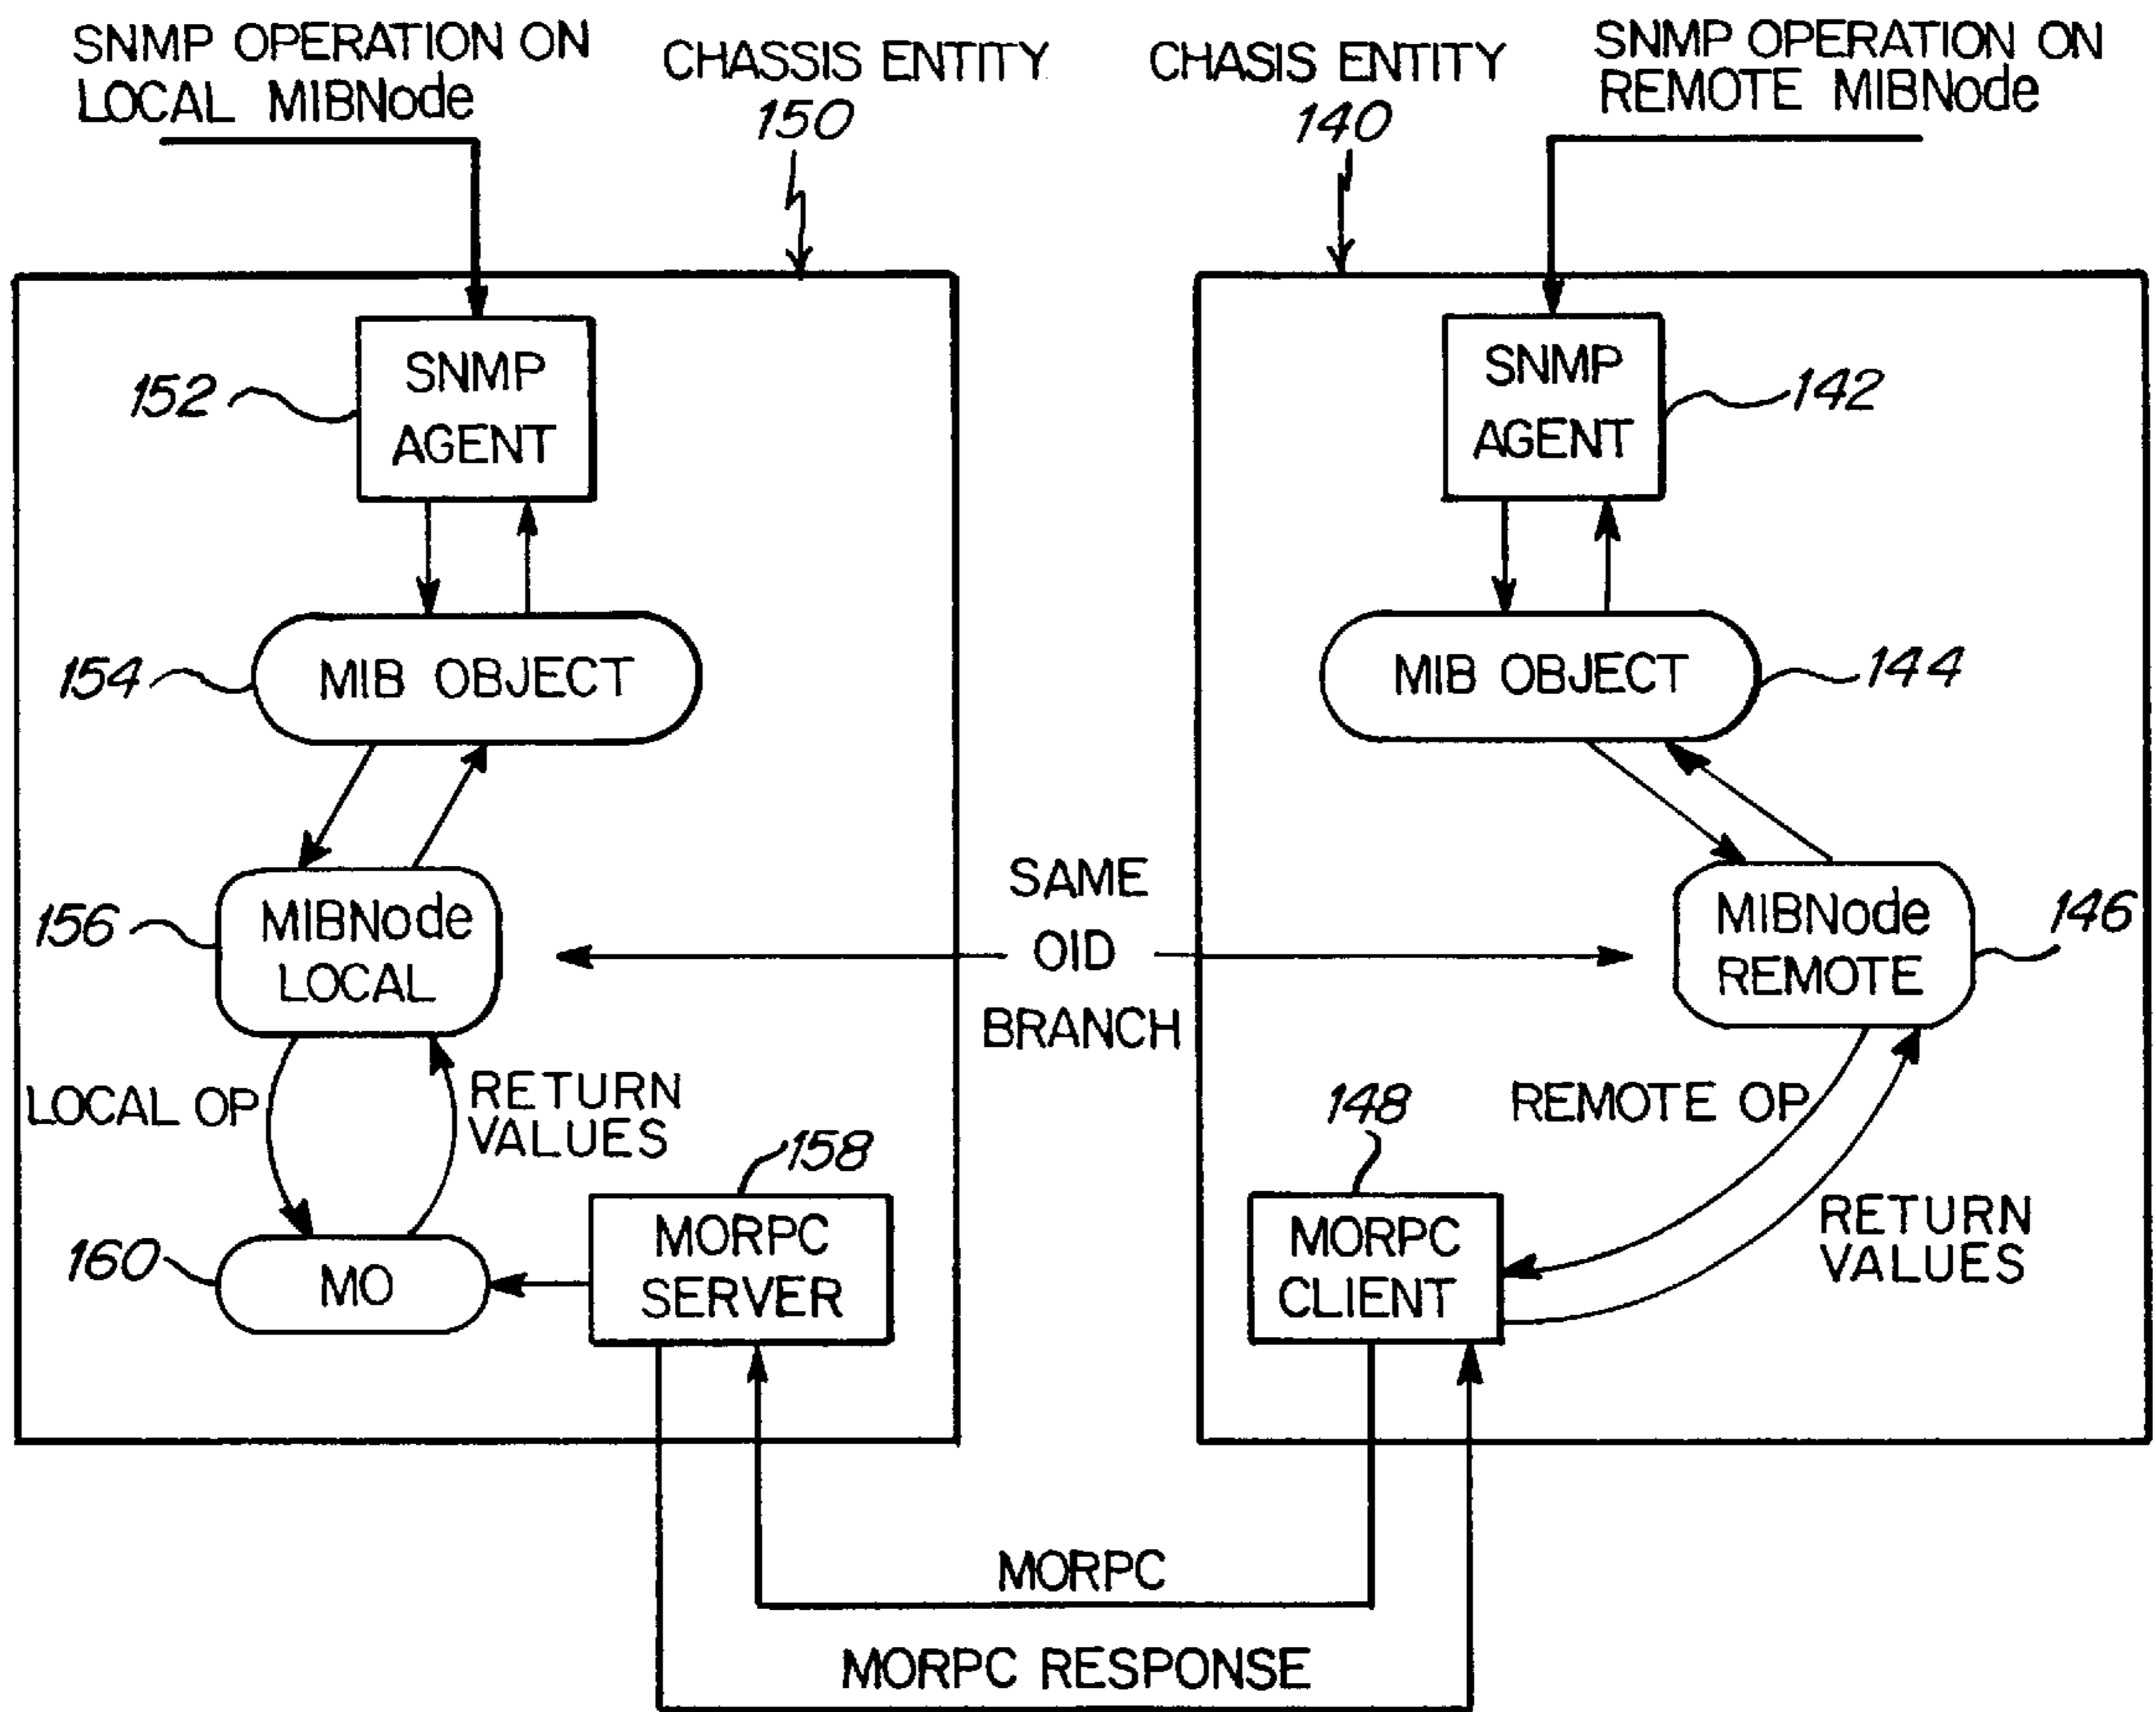 SNMP OPERATION ON
LOCAL MIBNode
CHASSIS ENTITY
150
CHASIS ENTITY
140
SNMP OPERATION ON
REMOTE MIBNode
SNMP
AGENT
152
SNMP
AGENT
142
154
MIB OBJECT
MIB OBJECT
144
156
MIBNode
LOCAL
SAME
OID
BRANCH
MIBNode
REMOTE
146
LOCAL OP
RETURN
VALUES
158
148
REMOTE OP
160
MO
MORPC
SERVER
MORPC
CLIENT
RETURN
VALUES
MORPC
MORPC RESPONSE